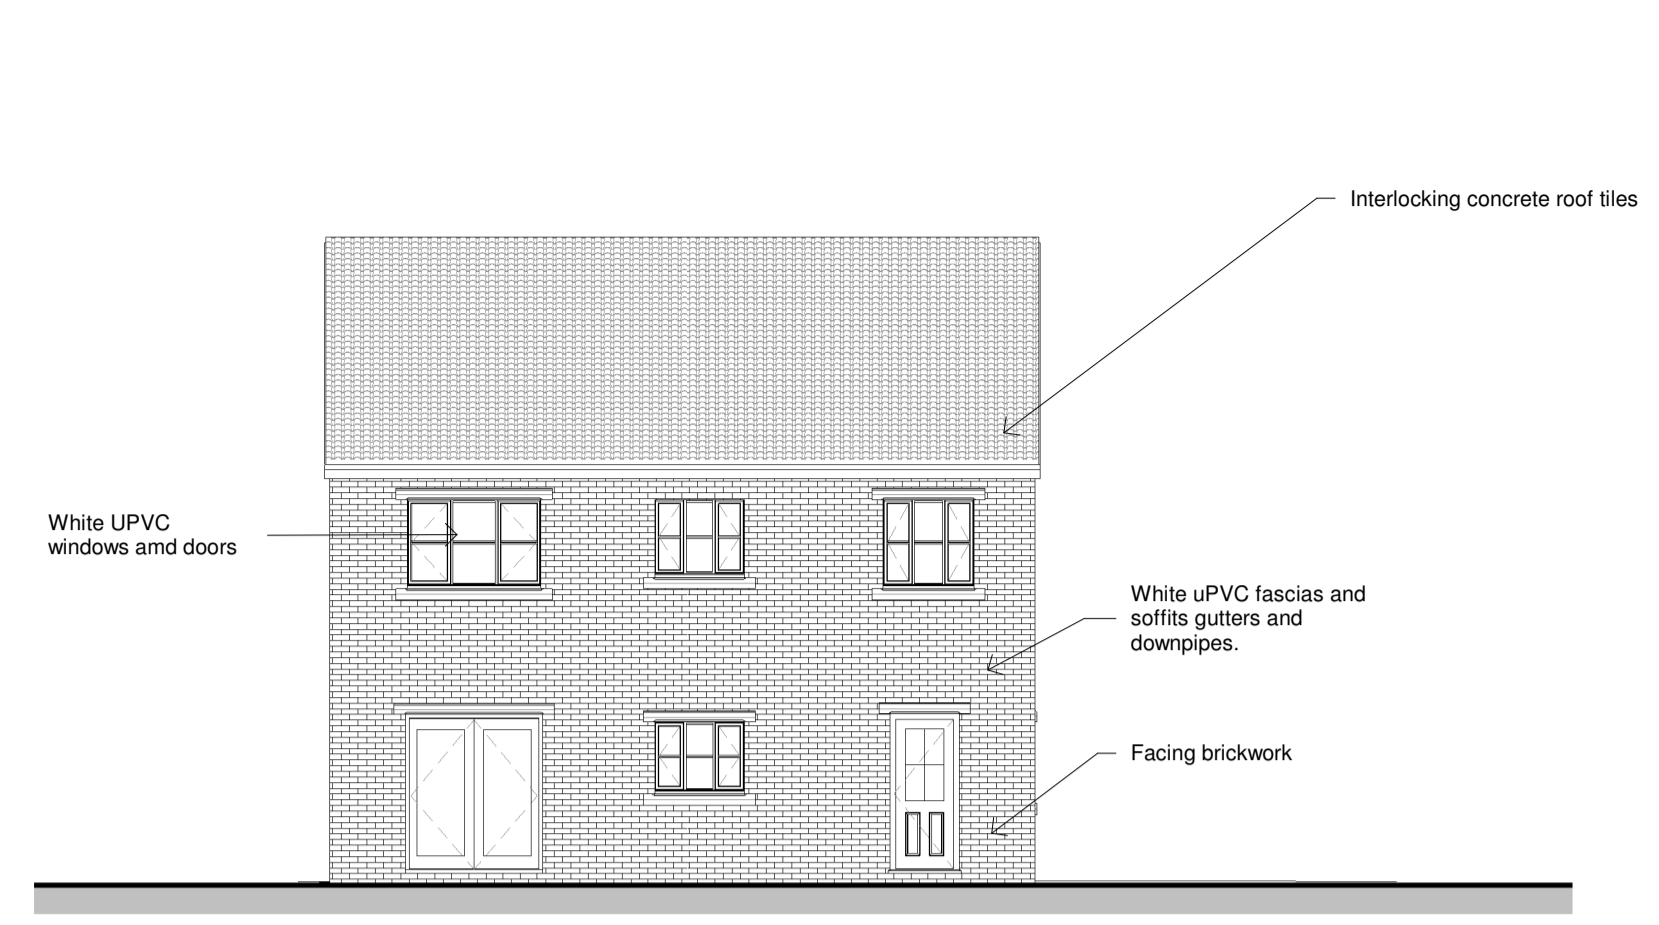 Interlocking concrete roof tiles
White UPVC
windows amd doors
White uPVC fascias and
soffits gutters and
downpipes.
Facing brickwork